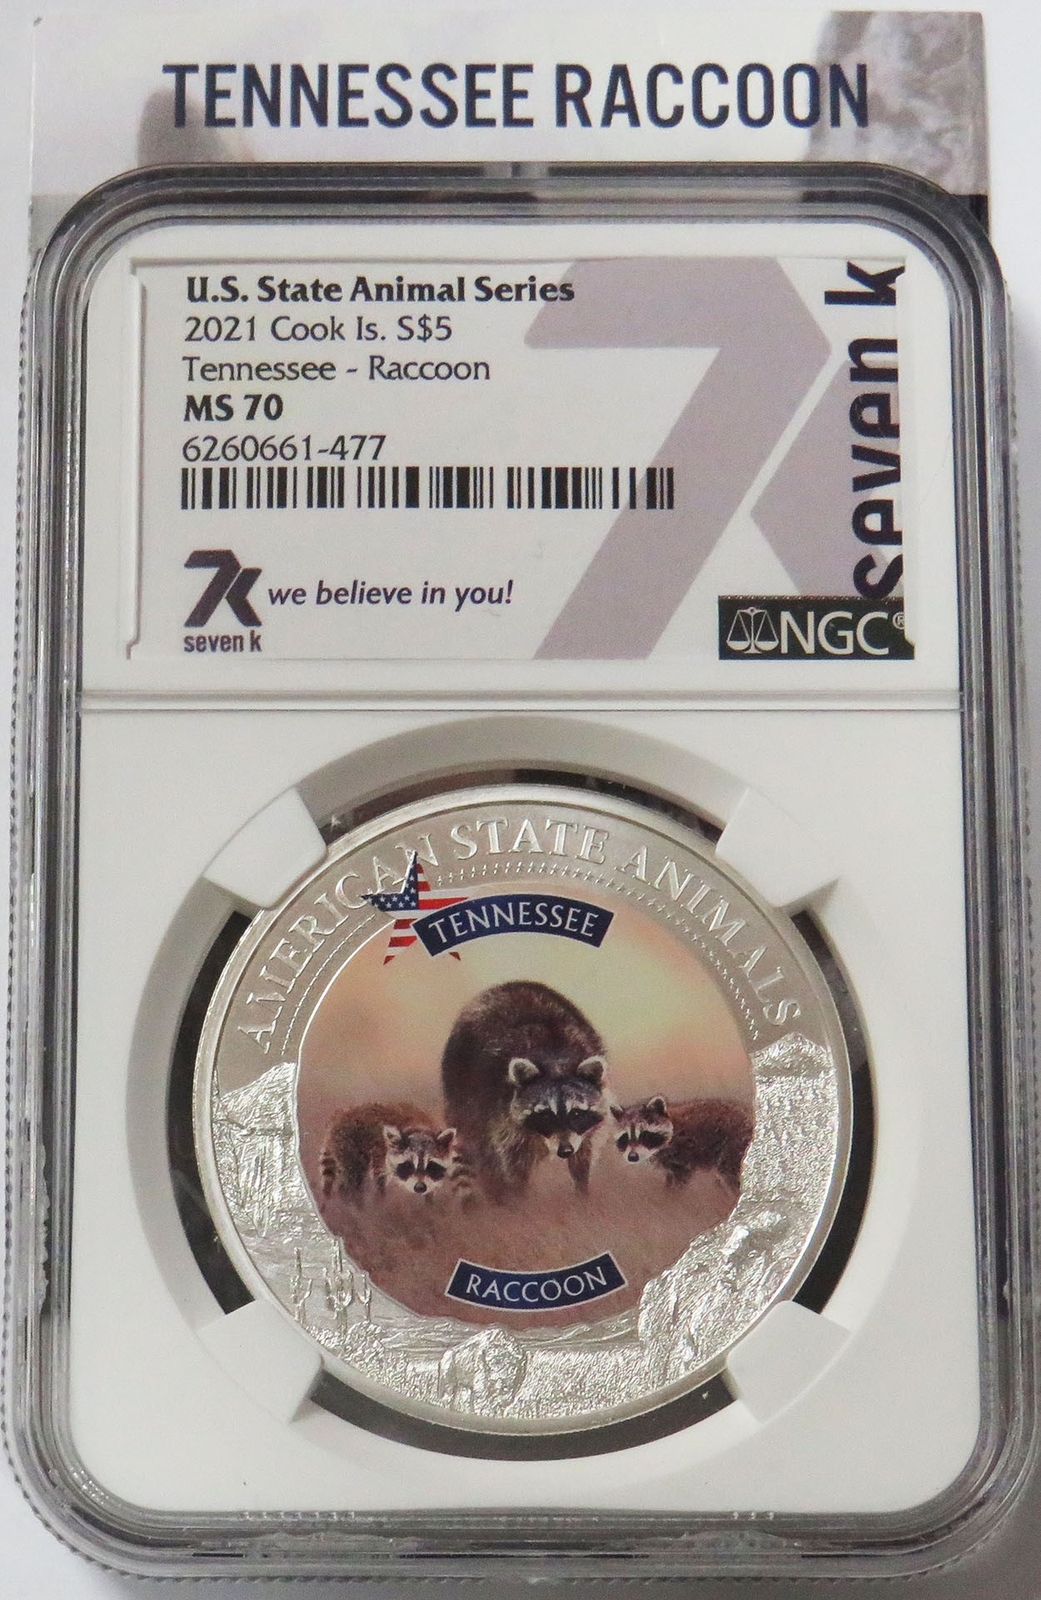 TENNESSEE RACCOON
U.S. State Animal Series
2021 Cook Is. S$5
Tennessee - Raccoon
MS 70
6260661-477
7k we believe in you!
seven k
seven k
NGC®
AMERICAN STATE ANIMALS
TENNESSEE
RACCOON